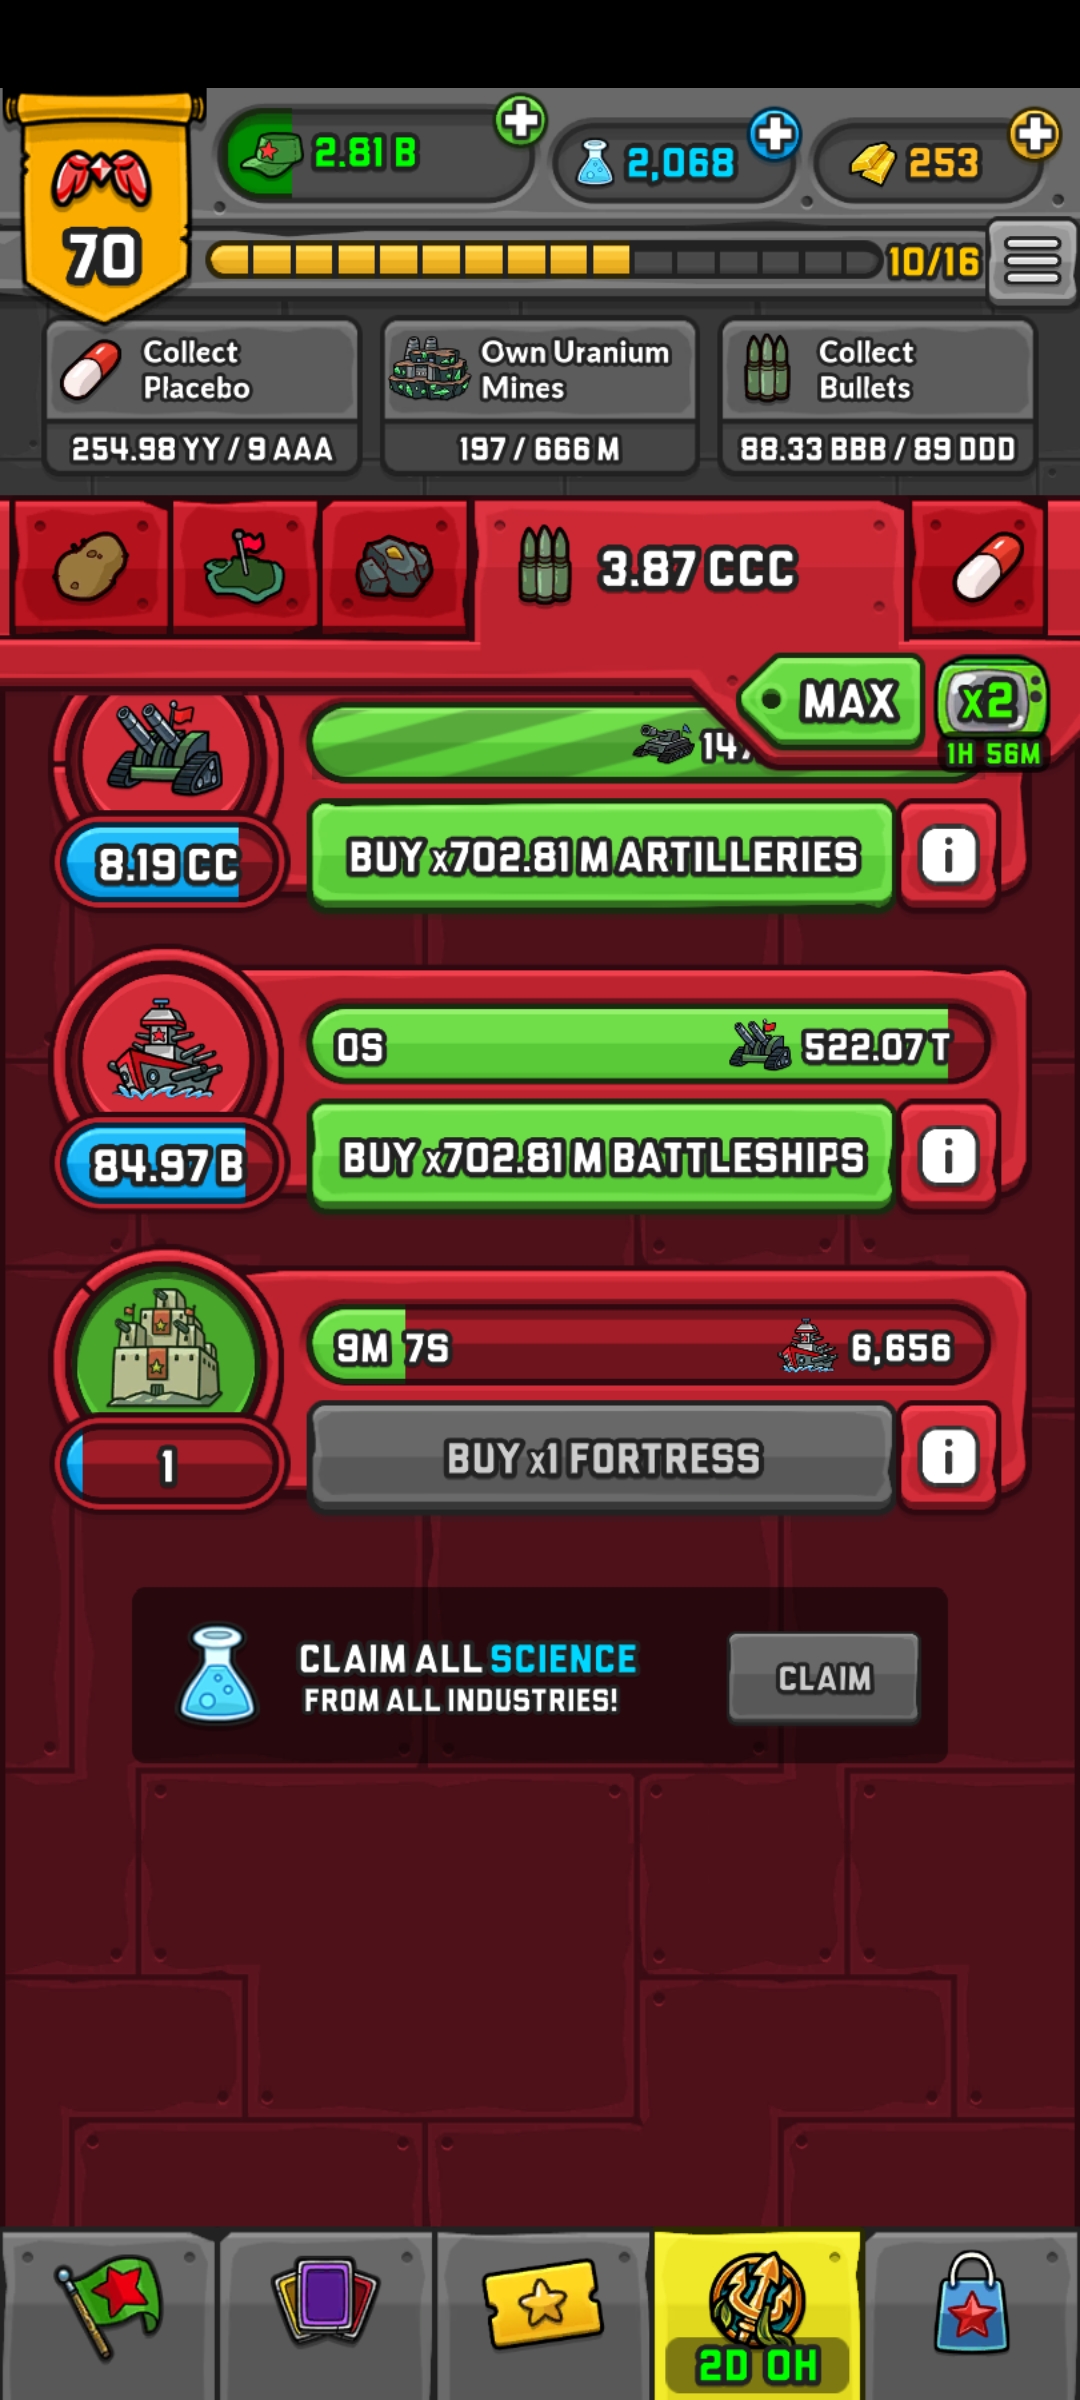 2.81 B
2,068
253
70
10/16
Collect
Placebo
254.98 YY / 9 AAA
Own Uranium
Mines
197 / 666 M
Collect
Bullets
88.33 BBB / 89 DDD
3.87 CCC
MAX
x2
1H 56M
8.19 CC
BUY x702.81 M ARTILLERIES
i
0S
522.07 T
84.97 B
BUY x702.81 M BATTLESHIPS
i
9M 7S
6,656
1
BUY x1 FORTRESS
i
CLAIM ALL SCIENCE
FROM ALL INDUSTRIES!
CLAIM
2D 0H